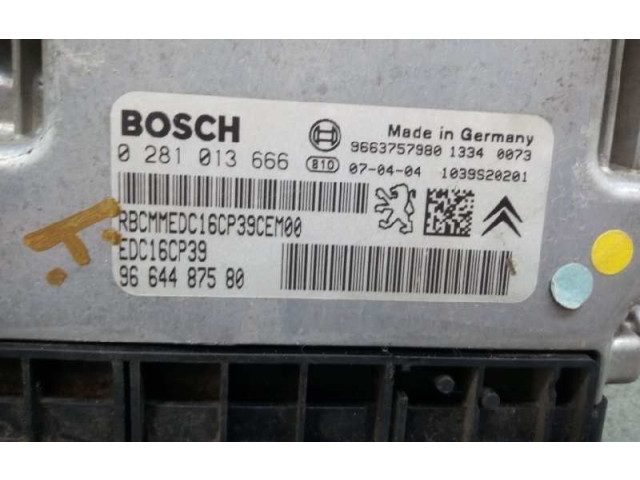 BOSCH
Made in Germany
0 281 013 666
9663757980 1334 0073
810 07-04-04 1039S20201
RBCMMEDC16CP39CEM00
EDC16CP39
96 644 875 80